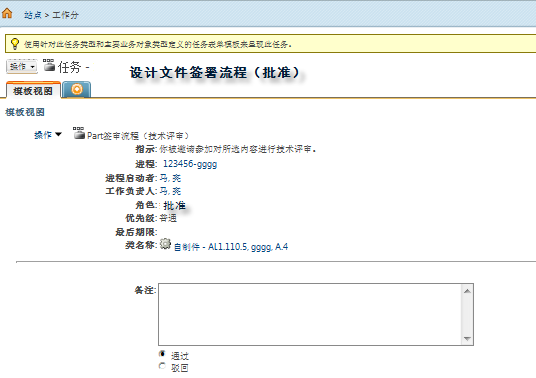 站点 > 工作分
使用针对此任务类型和主要业务对象类型定义的任务表单模板来呈现此任务。
操作 任务 - 设计文件签署流程（批准）
模板视图
模板视图
操作 Part签审流程（技术评审）
指示: 你被邀请参加对所选内容进行技术评审。
进程: 123456-gggg
进程启动者: 马, 亮
工作负责人: 马, 亮
角色: 批准
优先级: 普通
最后期限:
类名称: 自制件 - AL1.110.5, gggg, A.4
备注:
通过
驳回